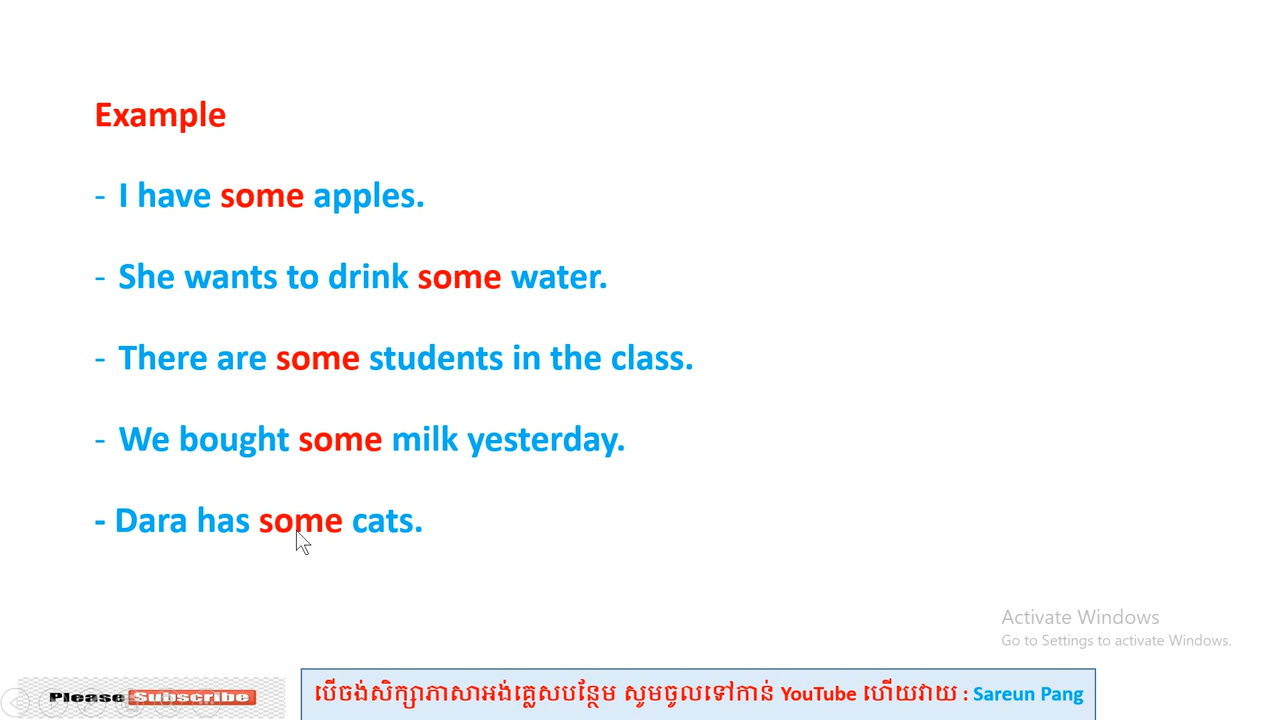 Example
- I have some apples.
- She wants to drink some water.
- There are some students in the class.
- We bought some milk yesterday.
- Dara has some cats.
Activate Windows
Go to Settings to activate Windows.
Please Subscribe
បើចង់សិក្សាភាសាអង់គ្លេសបន្ថែម សូមចូលទៅកាន់ YouTube ហើយវាយ : Sareun Pang